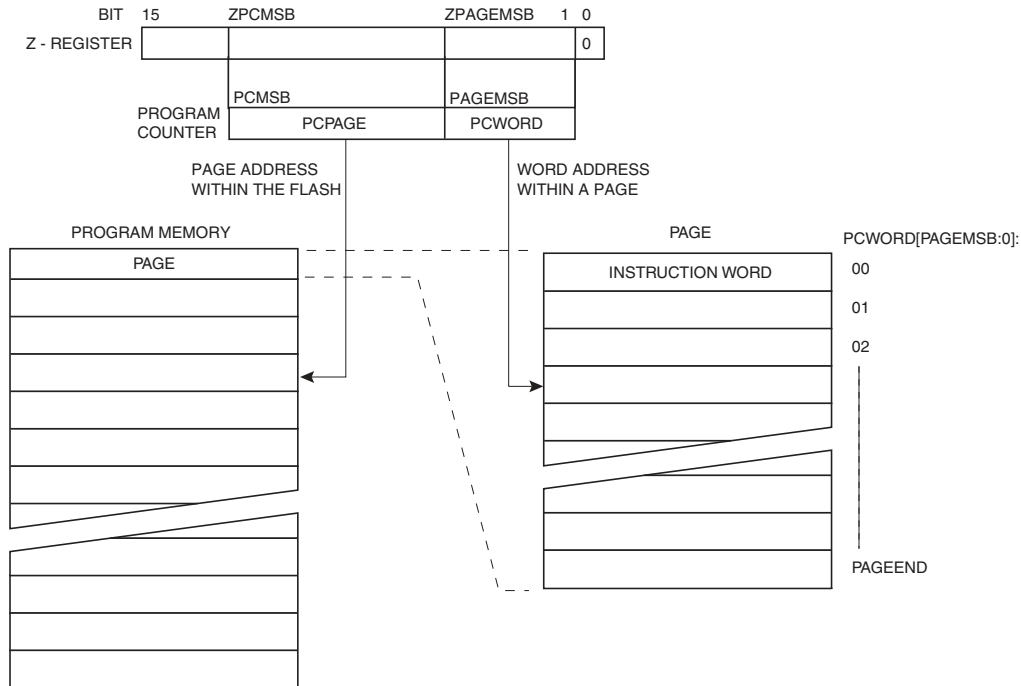 BIT 15 ZPCMSB ZPAGEMSB 1 0
Z - REGISTER 0
PCMSB PAGEMSB
PROGRAM
COUNTER
PCPAGE PCWORD
PAGE ADDRESS
WITHIN THE FLASH
WORD ADDRESS
WITHIN A PAGE
PROGRAM MEMORY
PAGE
PAGE
PCWORD[PAGEMSB:0]:
INSTRUCTION WORD
00
01
02
PAGEEND